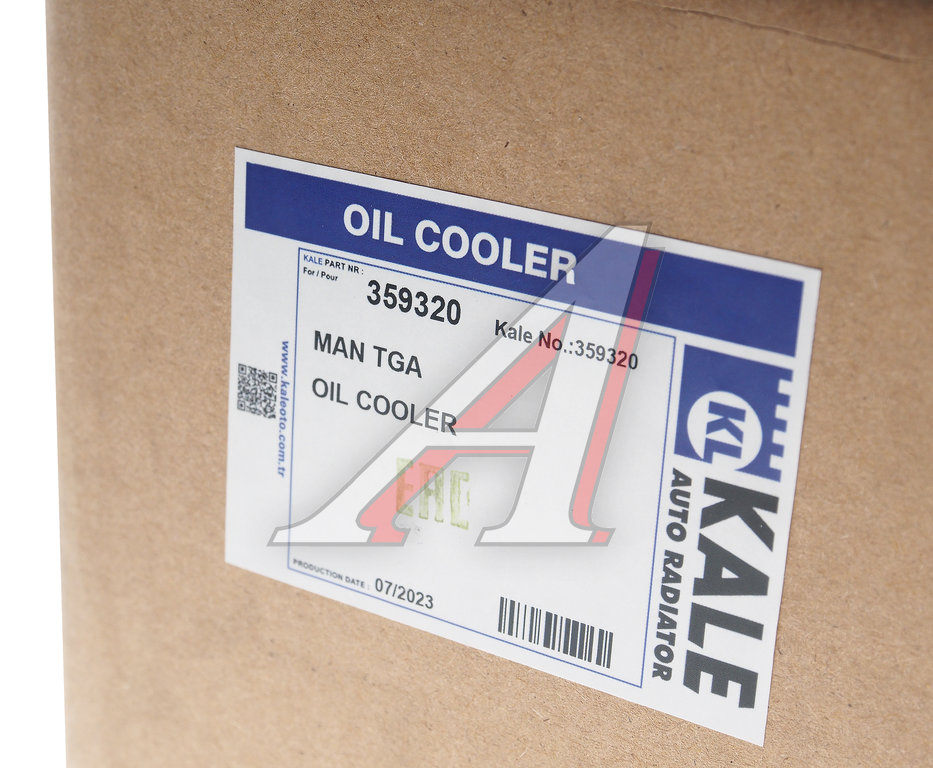 OIL COOLER
KALE PART NR :
For / Pour
359320
Kale No.:359320
MAN TGA
OIL COOLER
EAC
PRODUCTION DATE : 07/2023
www.kaleoto.com.tr
KL
KALE
AUTO RADIATOR
A